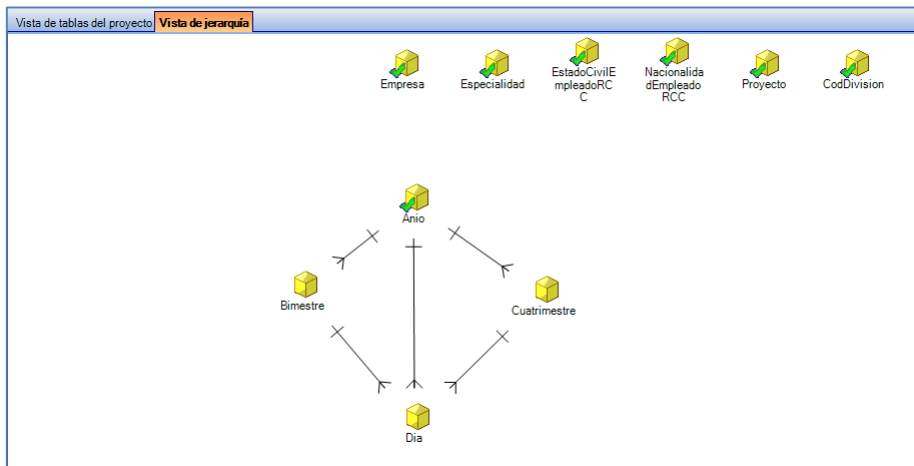 Vista de tablas del proyecto Vista de jerarquía
Empresa
Especialidad
EstadoCivilE
mpleadoRC
C
Nacionalida
dEmpleado
RCC
Proyecto
CodDivision
Anio
Bimestre
Cuatrimestre
Dia